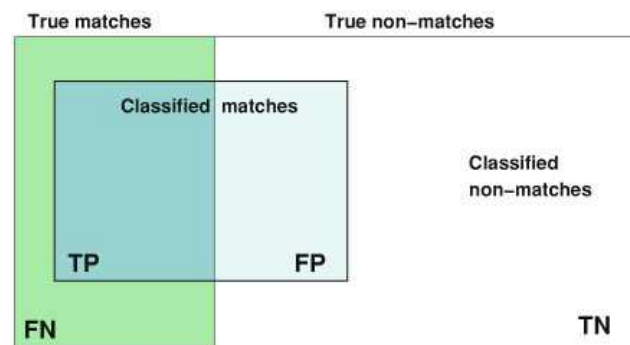 True matches
True non-matches
Classified matches
Classified
non-matches
TP
FP
FN
TN